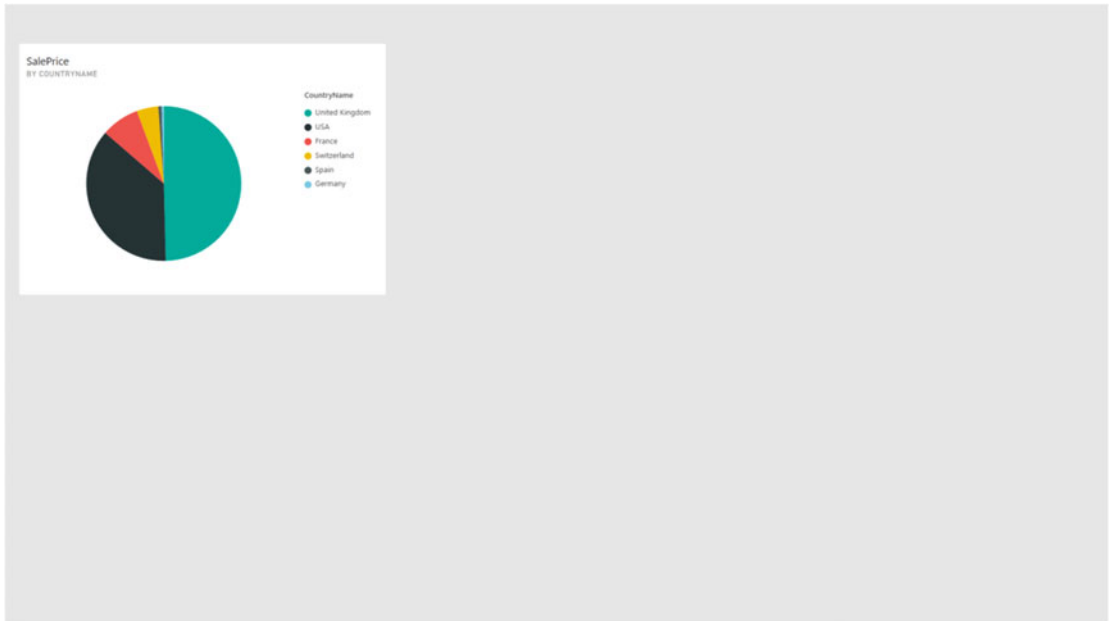 SalePrice
BY COUNTRYNAME
CountryName
United Kingdom
USA
France
Switzerland
Spain
Germany